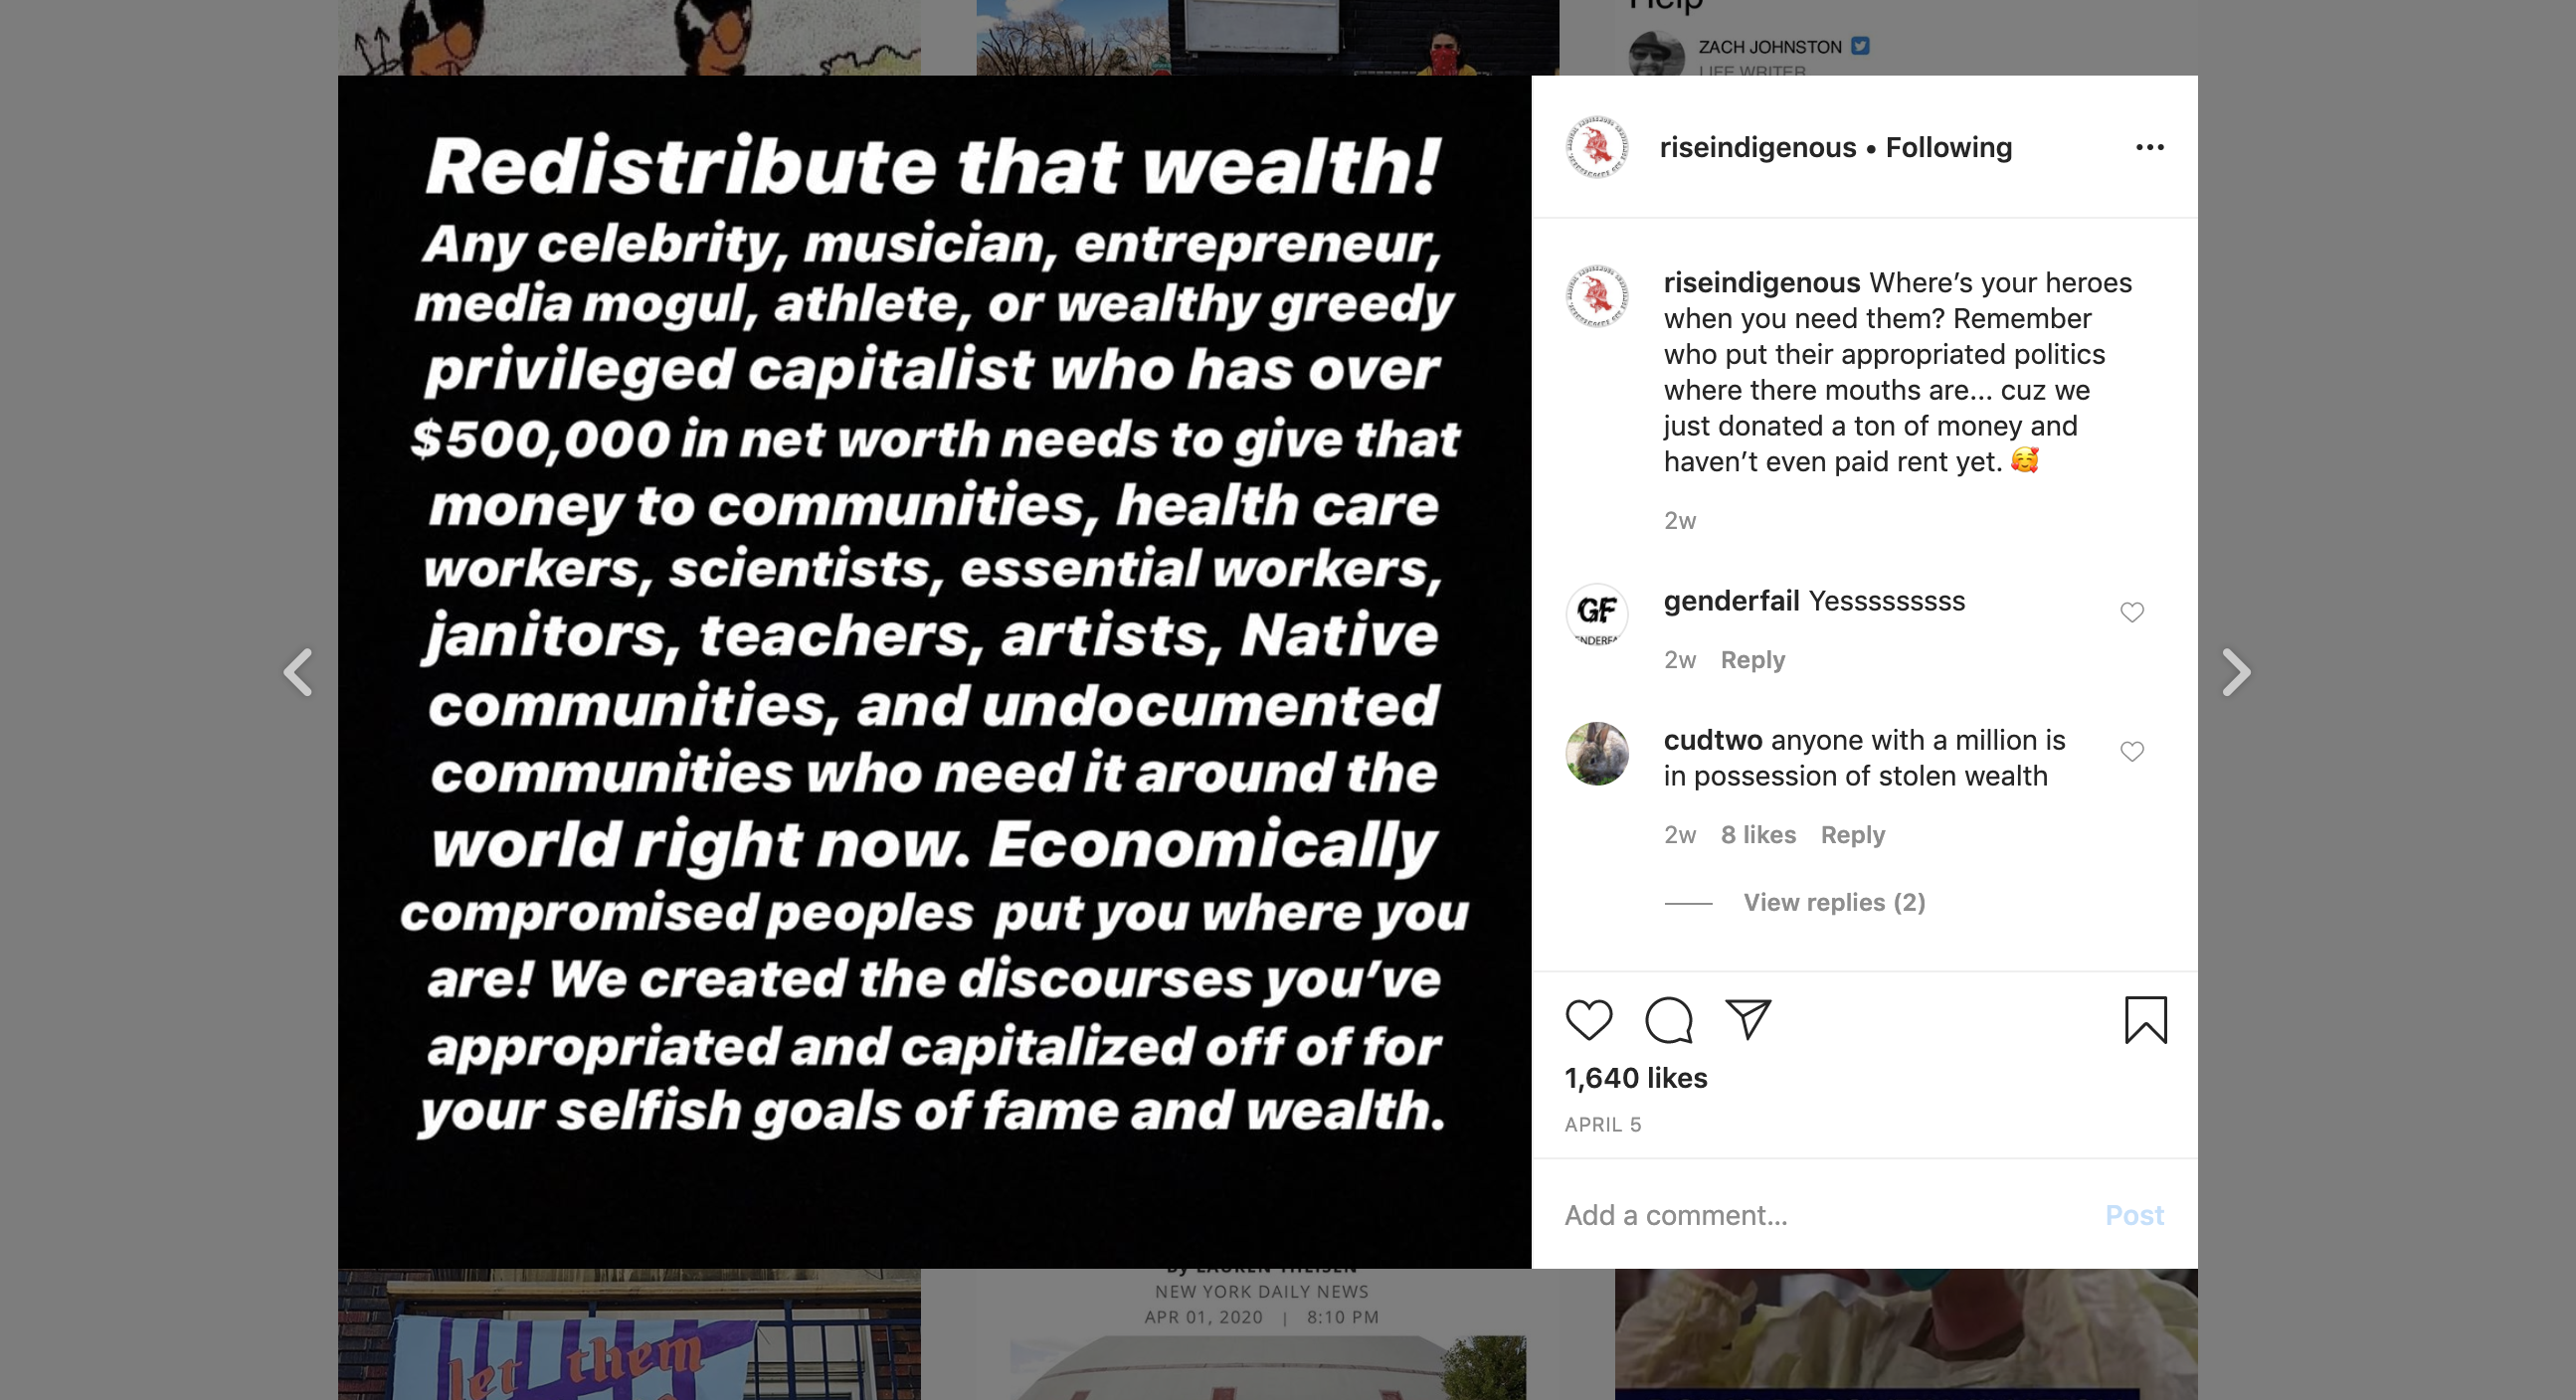 Help
ZACH JOHNSTON
LIFE WRITER
Redistribute that wealth!
Any celebrity, musician, entrepreneur,
media mogul, athlete, or wealthy greedy
privileged capitalist who has over
$500,000 in net worth needs to give that
money to communities, health care
workers, scientists, essential workers,
janitors, teachers, artists, Native
communities, and undocumented
communities who need it around the
world right now. Economically
compromised peoples put you where you
are! We created the discourses you’ve
appropriated and capitalized off of for
your selfish goals of fame and wealth.
riseindigenous • Following
riseindigenous Where’s your heroes
when you need them? Remember
who put their appropriated politics
where there mouths are... cuz we
just donated a ton of money and
haven’t even paid rent yet. 🥰
2w
GF
genderfail Yesssssssss
2w Reply
cudtwo anyone with a million is
in possession of stolen wealth
2w 8 likes Reply
View replies (2)
1,640 likes
APRIL 5
Add a comment... Post
By LAUREN THEISEN
NEW YORK DAILY NEWS
APR 01, 2020 | 8:10 PM
let them